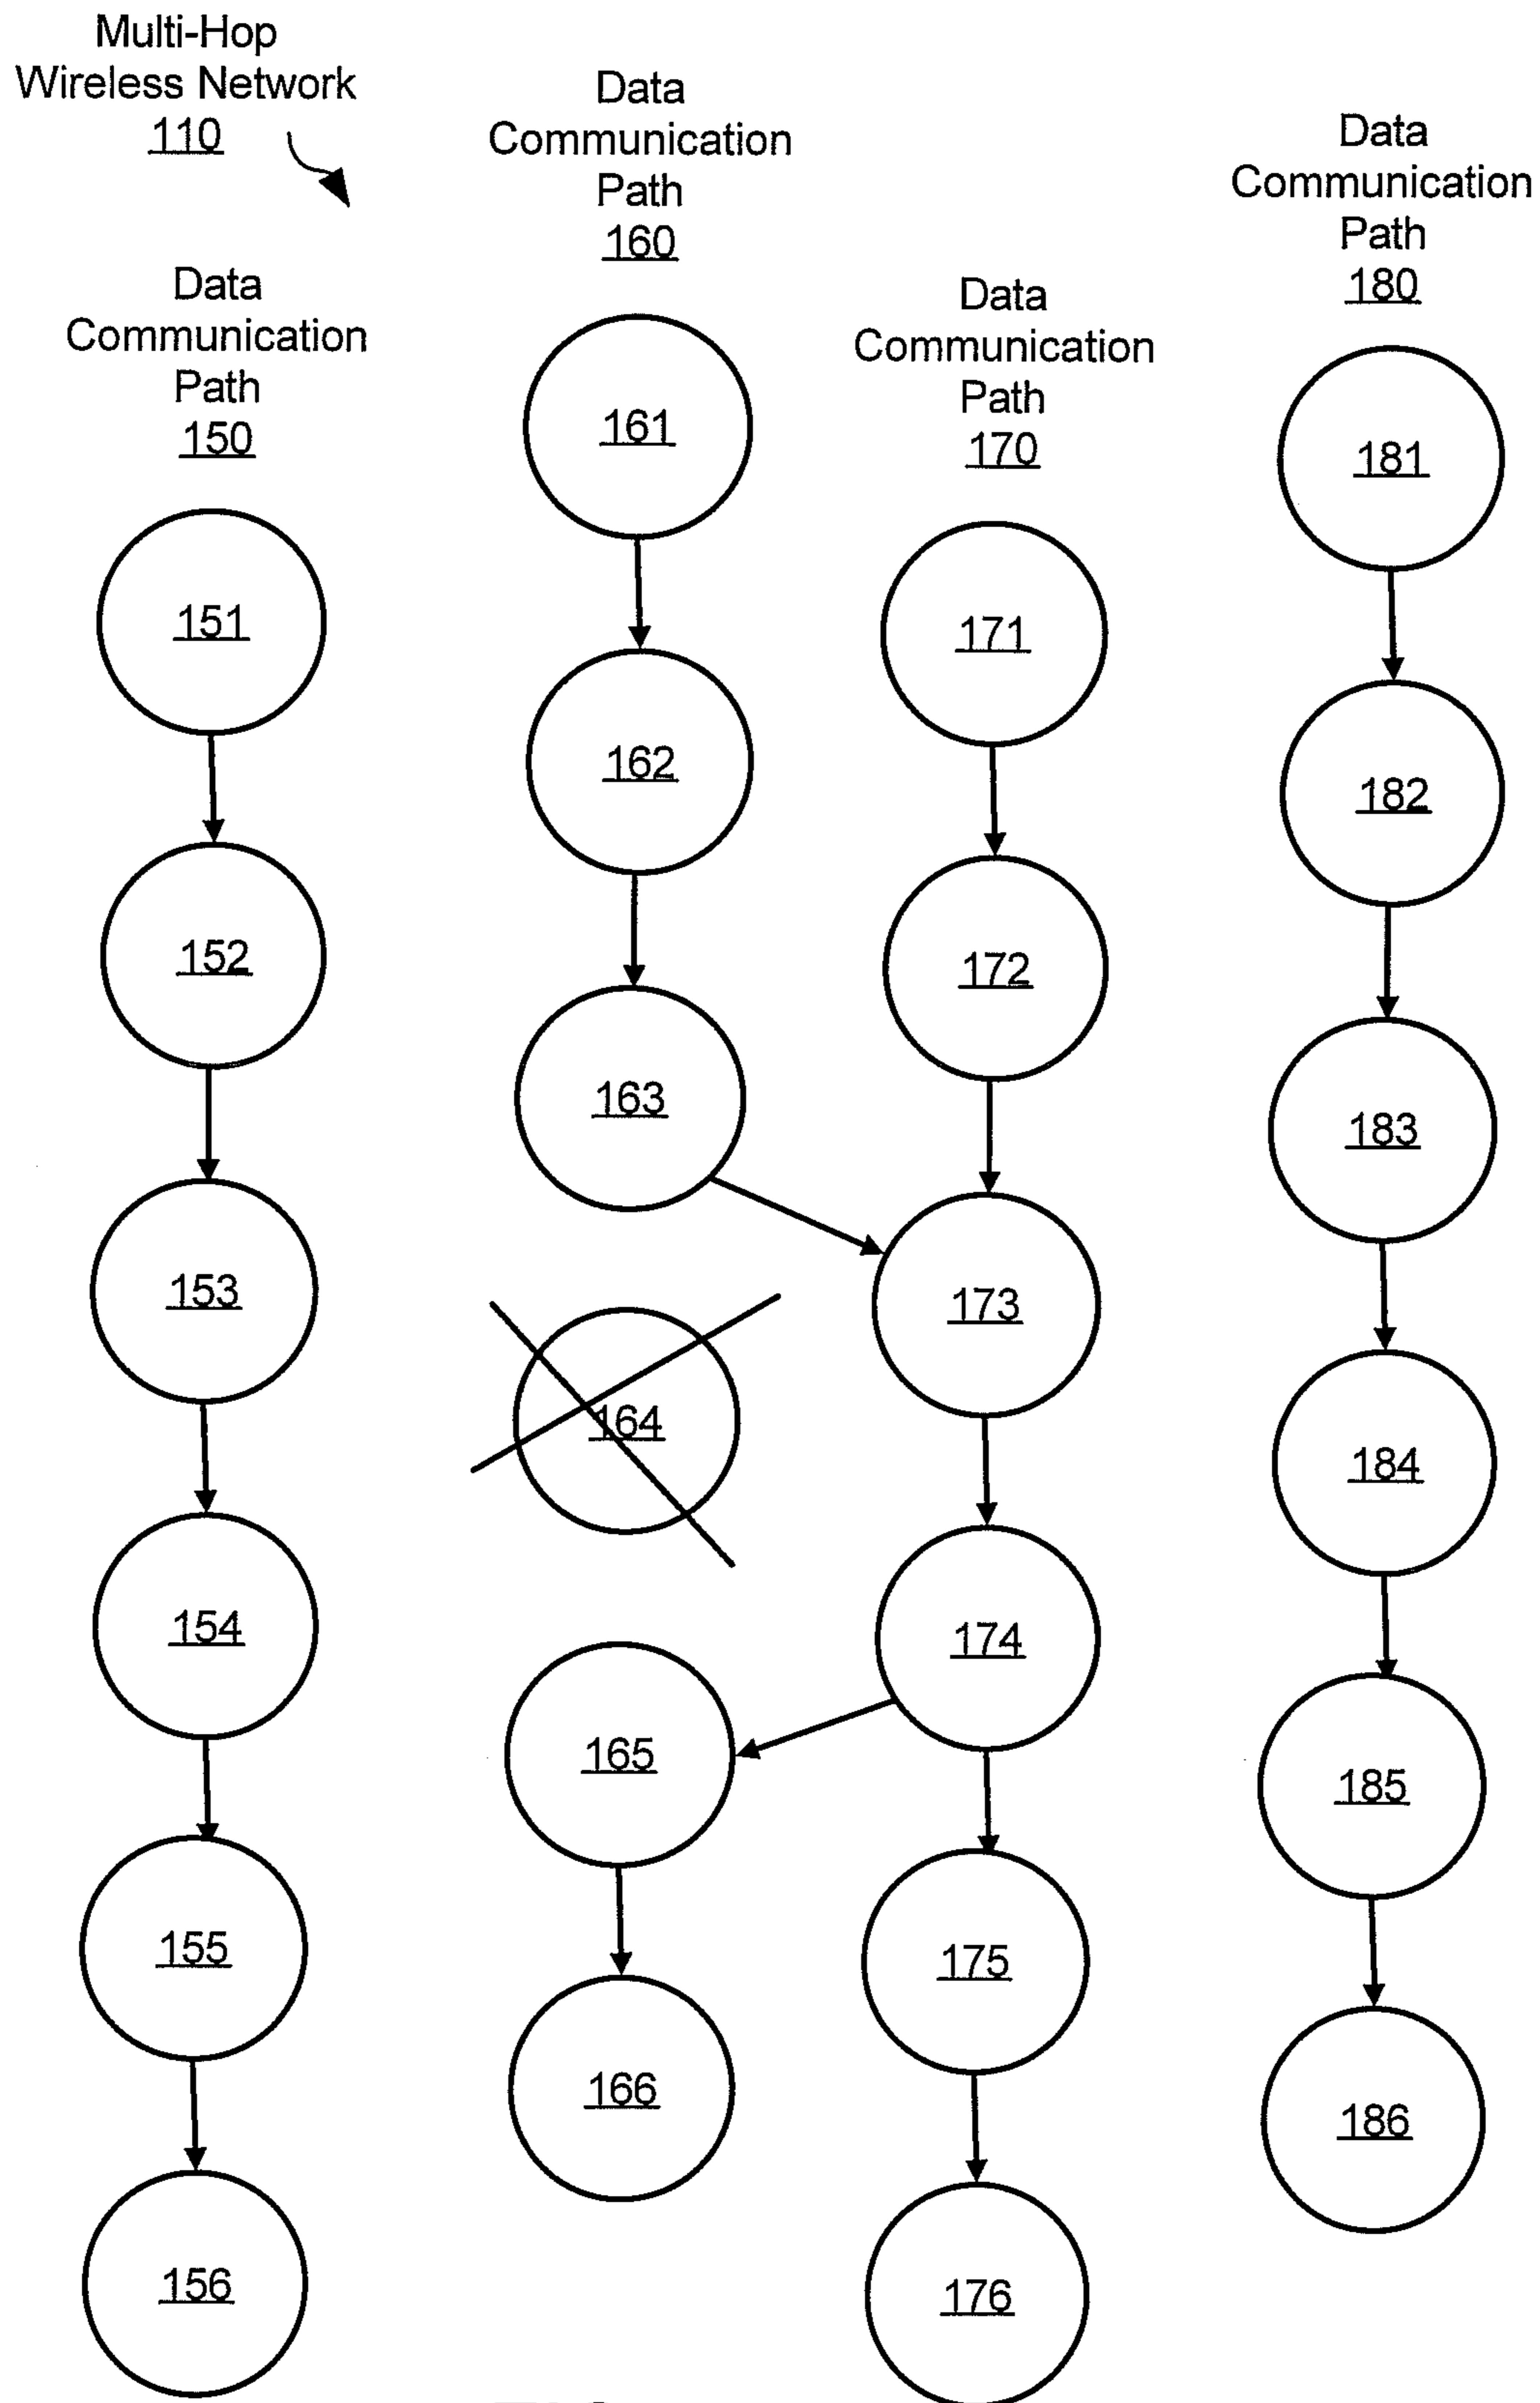 Multi-Hop
Wireless Network
110
Data
Communication
Path
150
Data
Communication
Path
160
Data
Communication
Path
170
Data
Communication
Path
180
151
152
153
154
155
156
161
162
163
164
165
166
171
172
173
174
175
176
181
182
183
184
185
186